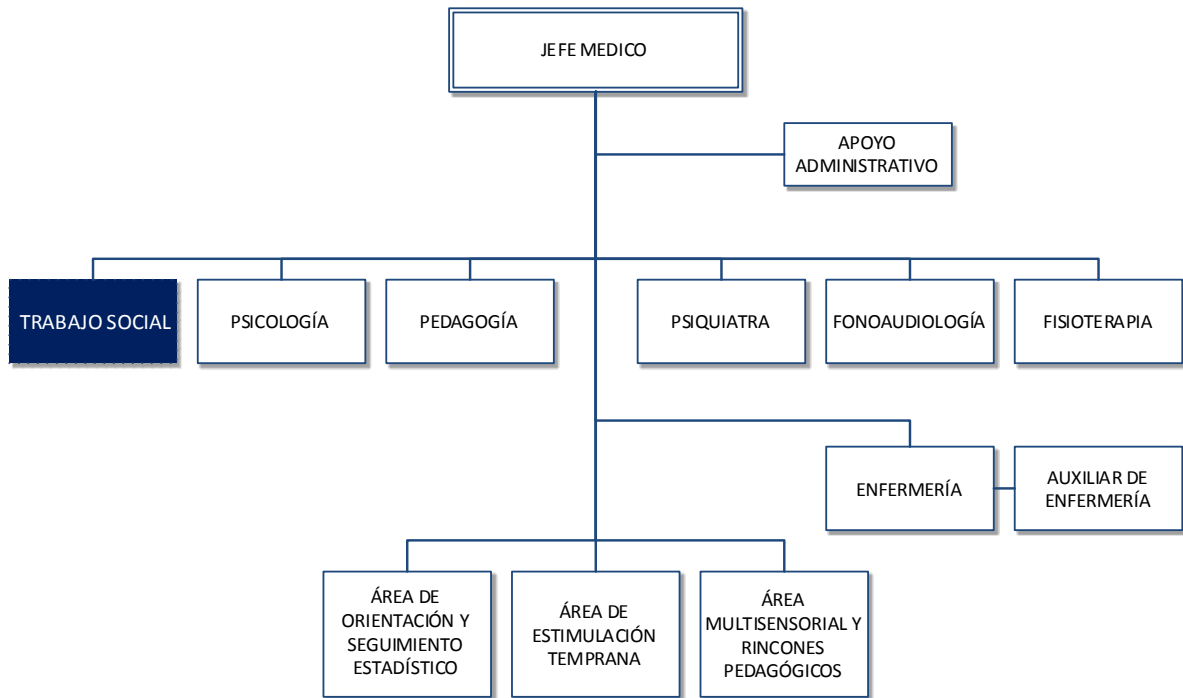 JEFE MEDICO
APOYO
ADMINISTRATIVO
TRABAJO SOCIAL
PSICOLOGÍA
PEDAGOGÍA
PSIQUIATRA
FONOAUDIOLOGÍA
FISIOTERAPIA
ENFERMERÍA
AUXILIAR DE
ENFERMERÍA
ÁREA DE
ORIENTACIÓN Y
SEGUIMIENTO
ESTADÍSTICO
ÁREA DE
ESTIMULACIÓN
TEMPRANA
ÁREA
MULTISENSORIAL Y
RINCONES
PEDAGÓGICOS